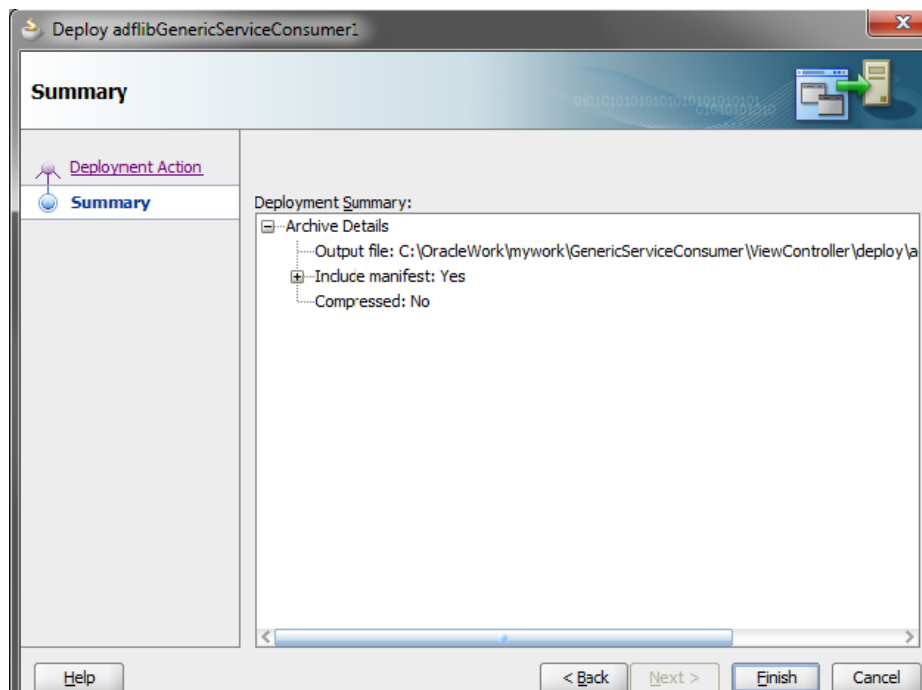 Deploy adflibGenericServiceConsumer1
Summary
Deployment Action
Summary
Deployment Summary:
Archive Details
Output file: C:\OracleWork\mywork\GenericServiceConsumer\ViewController\deploy\a
Include manifest: Yes
Compressed: No
Help
< Back
Next >
Finish
Cancel